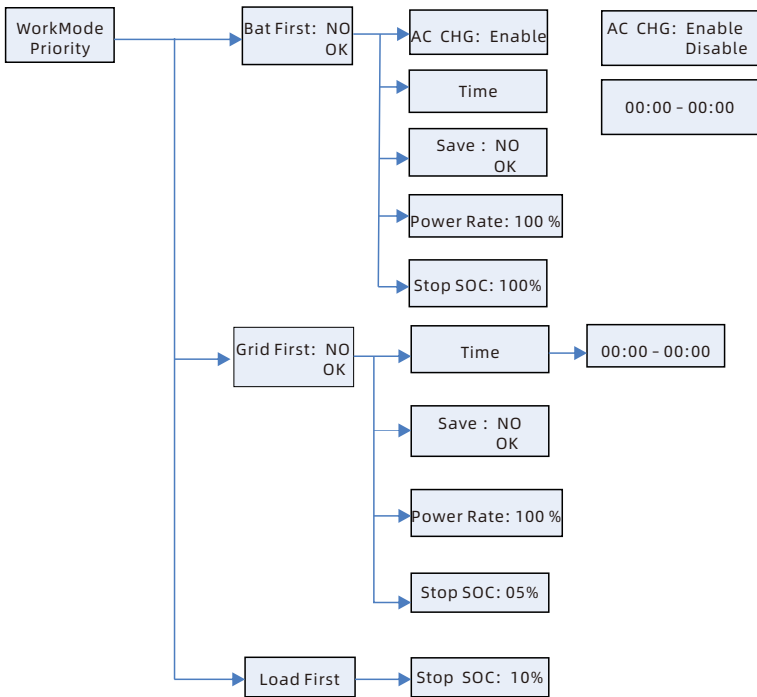 WorkMode
Priority
Bat First: NO
OK
AC CHG: Enable
AC CHG: Enable
Disable
Time
00:00 – 00:00
Save : NO
OK
Power Rate: 100 %
Stop SOC: 100%
Grid First: NO
OK
Time
00:00 – 00:00
Save : NO
OK
Power Rate: 100 %
Stop SOC: 05%
Load First
Stop SOC: 10%